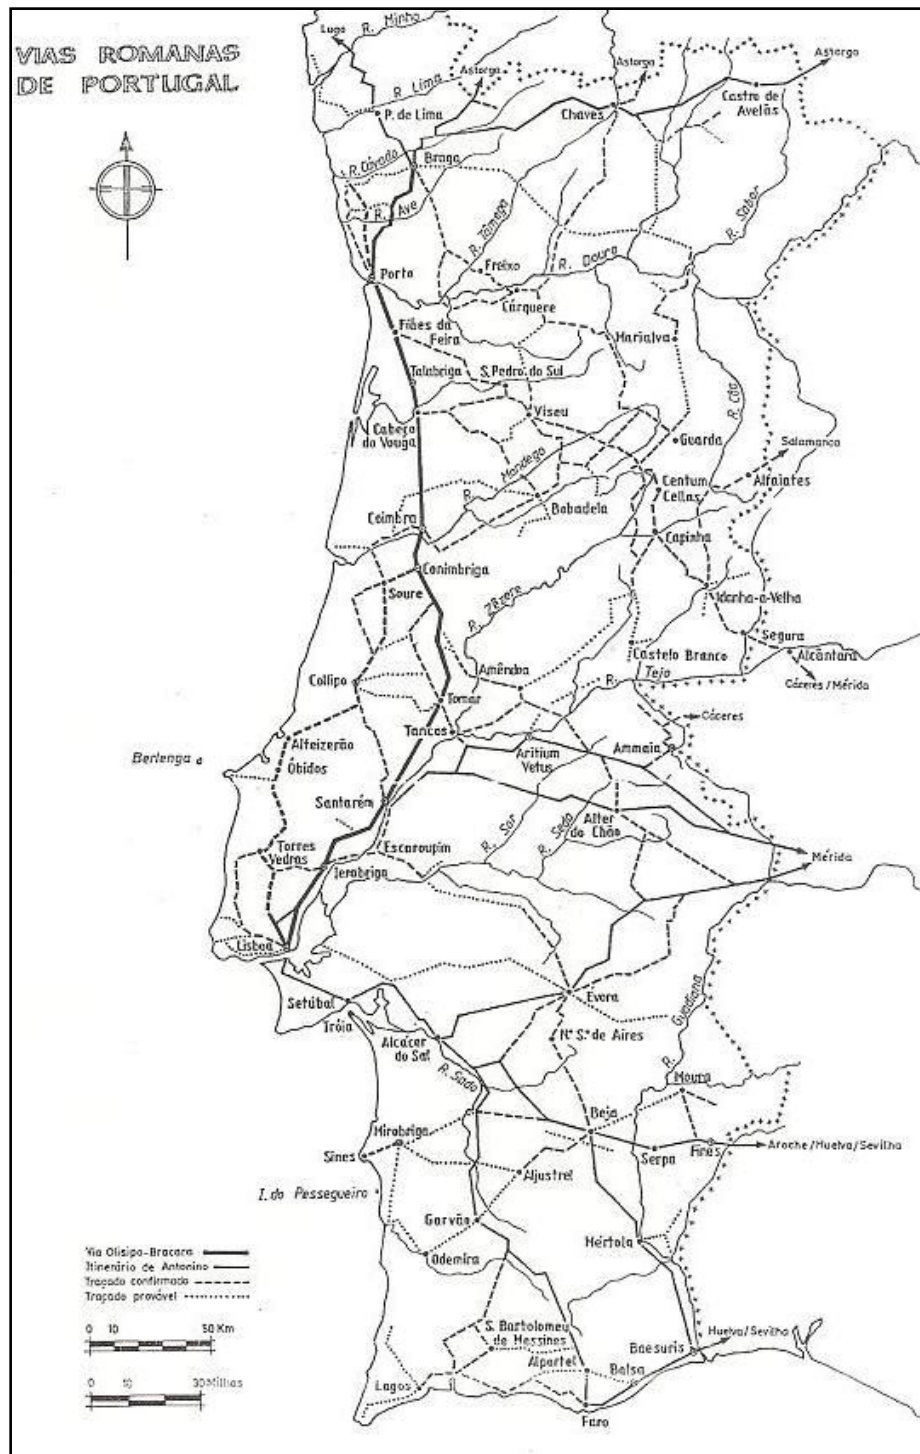 VIAS ROMANAS
DE PORTUGAL
Lugo
R. Minho
Astorga
Astorga
Astorga
R. Lima
P. de Lima
Chaves
Castro de
Avelãs
R. Cávado
Braga
R. Ave
R. Tâmega
R. Sabor
Porto
Freixo
R. Douro
Cárquere
Fiães da
Feira
Marialva
Talabriga
S. Pedro do Sul
R. Côa
Cabeço
do Vouga
Viseu
Guarda
Salamanca
R. Mondego
Centum
Cellas
Alfaiates
Bobadela
Coimbra
Capinha
Conimbriga
Soure
R. Zêzere
Idanha-a-Velha
Segura
Castelo Branco
Alcântara
Amêndoa
R. Tejo
Cáceres/Mérida
Collipo
Tomar
Cáceres
Tancos
Alfeizerão
Berlenga
Aritium
Vetus
Ammaia
Óbidos
Santarém
R. Sor
R. Seda
Alter
do Chão
Torres
Vedras
Escaroupim
Ierabriga
Mérida
Lisboa
Setúbal
Évora
R. Guadiana
Tróia
Alcácer
do Sal
Nª Sª de Aires
R. Sado
Moura
Beja
Mirobriga
Sines
Serpa
Fines
Aroche/Huelva/Sevilha
Aljustrel
I. do Pessegueiro
Garvão
Mértola
Odemira
Via Olisipo-Bracara
Itinerário de Antonino
Traçado confirmado
Traçado provável
0 10 50 Km
0 10 30 Milhas
S. Bartolomeu
de Messines
Huelva/Sevilha
Alportel
Baesuris
Balsa
Lagos
Faro